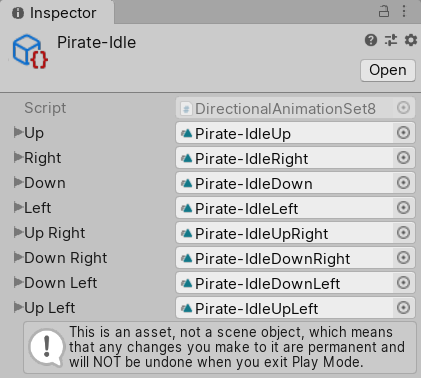 Inspector
Pirate-Idle
Open
Script DirectionalAnimationSet8
Up Pirate-IdleUp
Right Pirate-IdleRight
Down Pirate-IdleDown
Left Pirate-IdleLeft
Up Right Pirate-IdleUpRight
Down Right Pirate-IdleDownRight
Down Left Pirate-IdleDownLeft
Up Left Pirate-IdleUpLeft
This is an asset, not a scene object, which means
that any changes you make to it are permanent and
will NOT be undone when you exit Play Mode.